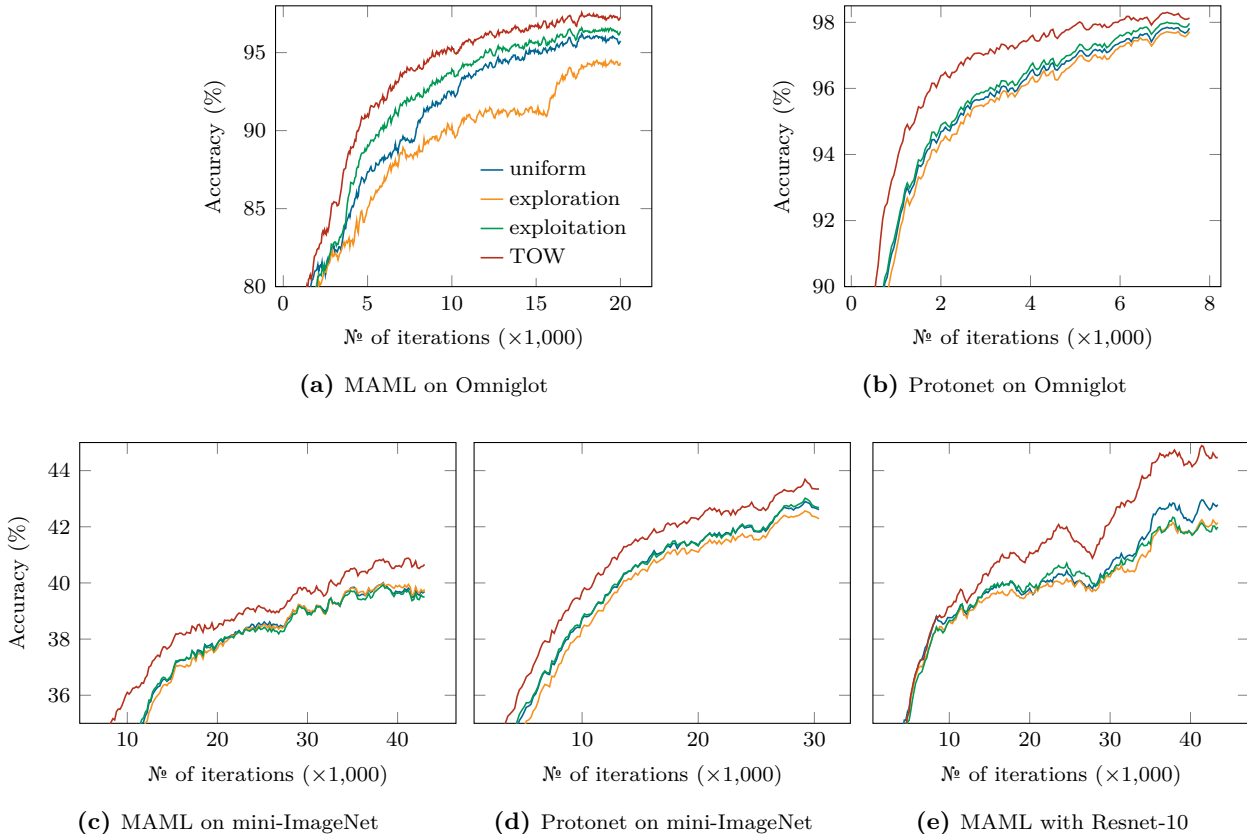 Accuracy (%)
95
90
85
80
0
5
10
15
20
№ of iterations (×1,000)
uniform
exploration
exploitation
TOW
(a) MAML on Omniglot
Accuracy (%)
98
96
94
92
90
0
2
4
6
8
№ of iterations (×1,000)
(b) Protonet on Omniglot
Accuracy (%)
44
42
40
38
36
10
20
30
40
№ of iterations (×1,000)
(c) MAML on mini-ImageNet
10
20
30
№ of iterations (×1,000)
(d) Protonet on mini-ImageNet
10
20
30
40
№ of iterations (×1,000)
(e) MAML with Resnet-10